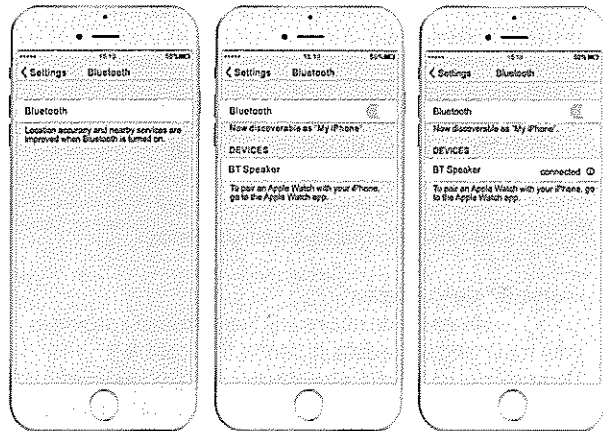 15:13
Settings Bluetooth
Bluetooth
Location accuracy and nearby services are
improved when Bluetooth is turned on.
15:13
Settings Bluetooth
Bluetooth
Now discoverable as "My iPhone".
DEVICES
BT Speaker
To pair an Apple Watch with your iPhone,
go to the Apple Watch app.
15:13
Settings Bluetooth
Bluetooth
Now discoverable as "My iPhone".
DEVICES
BT Speaker connected
To pair an Apple Watch with your iPhone, go
to the Apple Watch app.